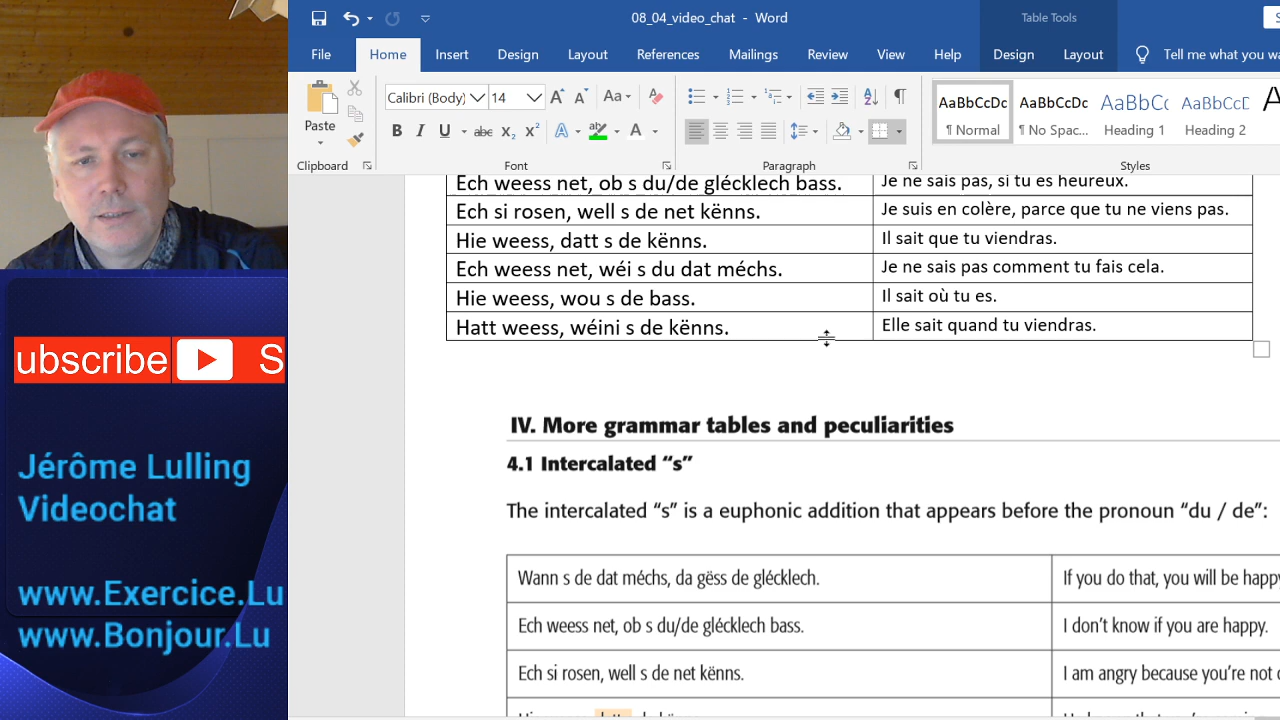 08_04_video_chat - Word
Table Tools
File Home Insert Design Layout References Mailings Review View Help Design Layout Tell me what you
Calibri (Body) 14 Aa
Paste
B I U abc x₂ x² A A
AaBbCcDc AaBbCcDc AaBbCc AaBbCcD
¶ Normal ¶ No Spac... Heading 1 Heading 2
Clipboard Font Paragraph Styles
Ech weess net, ob s du/de glécklech bass. Je ne sais pas, si tu es heureux.
Ech si rosen, well s de net kënns. Je suis en colère, parce que tu ne viens pas.
Hie weess, datt s de kënns. Il sait que tu viendras.
Ech weess net, wéi s du dat méchs. Je ne sais pas comment tu fais cela.
Hie weess, wou s de bass. Il sait où tu es.
Hatt weess, wéini s de kënns. Elle sait quand tu viendras.
IV. More grammar tables and peculiarities
4.1 Intercalated “s”
The intercalated “s” is a euphonic addition that appears before the pronoun “du / de”:
Wann s de dat méchs, da gëss de glécklech. If you do that, you will be happy
Ech weess net, ob s du/de glécklech bass. I don’t know if you are happy.
Ech si rosen, well s de net kënns. I am angry because you’re not
ubscribe S
Jérôme Lulling
Videochat
www.Exercice.Lu
www.Bonjour.Lu